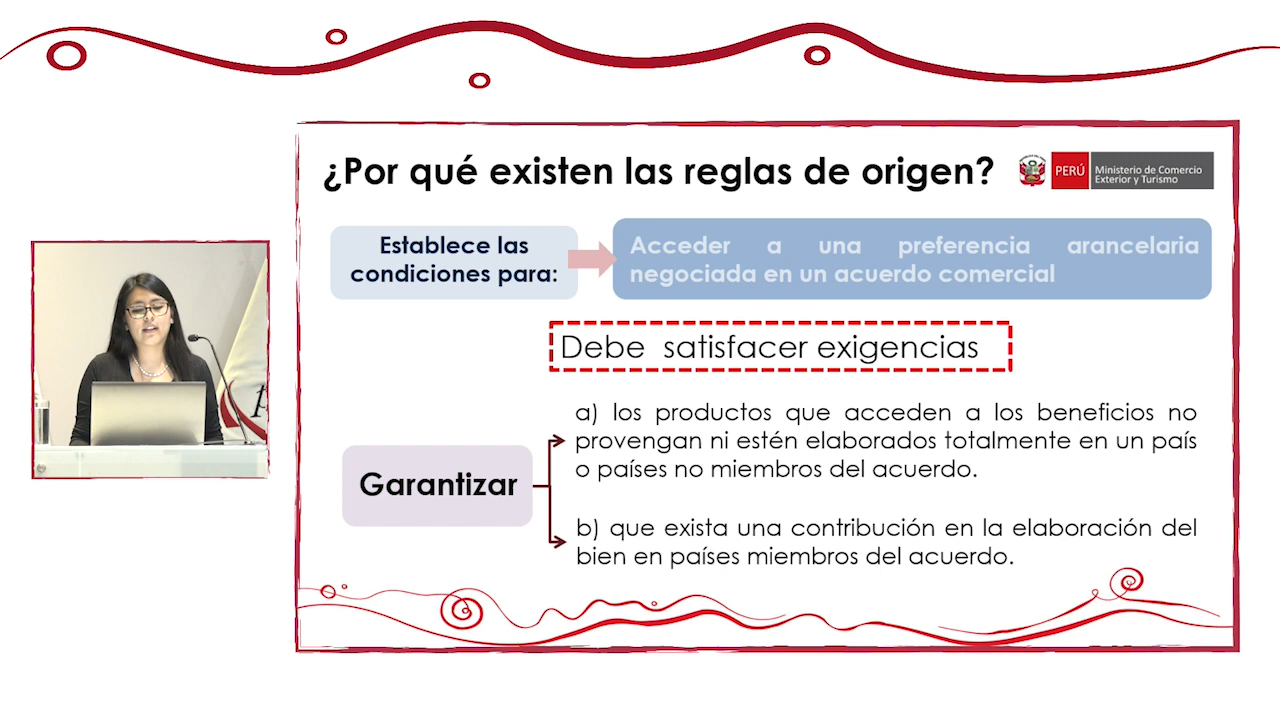 ¿Por qué existen las reglas de origen?
PERÚ
Ministerio de Comercio
Exterior y Turismo
Establece las
condiciones para:
Acceder a una preferencia arancelaria
negociada en un acuerdo comercial
Debe satisfacer exigencias
a) los productos que acceden a los beneficios no
provengan ni estén elaborados totalmente en un país
o países no miembros del acuerdo.
Garantizar
b) que exista una contribución en la elaboración del
bien en países miembros del acuerdo.